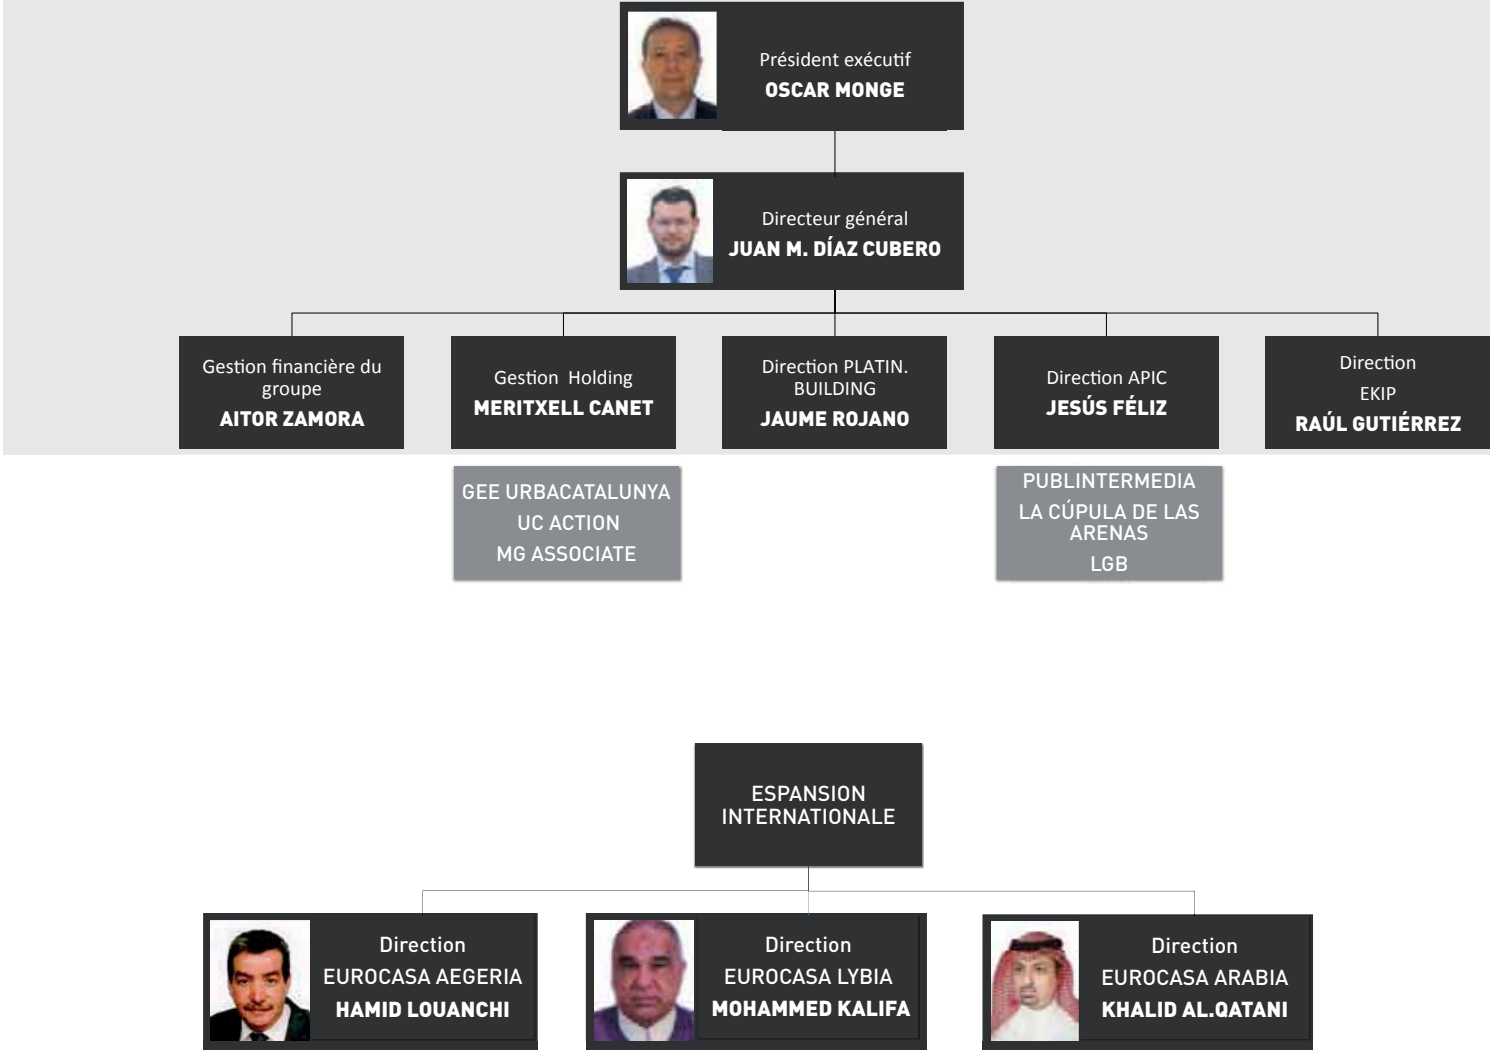 Président exécutif
OSCAR MONGE
Directeur général
JUAN M. DÍAZ CUBERO
Gestion financière du
groupe
AITOR ZAMORA
Gestion Holding
MERITXELL CANET
Direction PLATIN.
BUILDING
JAUME ROJANO
Direction APIC
JESÚS FÉLIZ
Direction
EKIP
RAÚL GUTIÉRREZ
GEE URBACATALUNYA
UC ACTION
MG ASSOCIATE
PUBLINTERMEDIA
LA CÚPULA DE LAS
ARENAS
LGB
ESPANSION
INTERNATIONALE
Direction
EUROCASA AEGERIA
HAMID LOUANCHI
Direction
EUROCASA LYBIA
MOHAMMED KALIFA
Direction
EUROCASA ARABIA
KHALID AL.QATANI